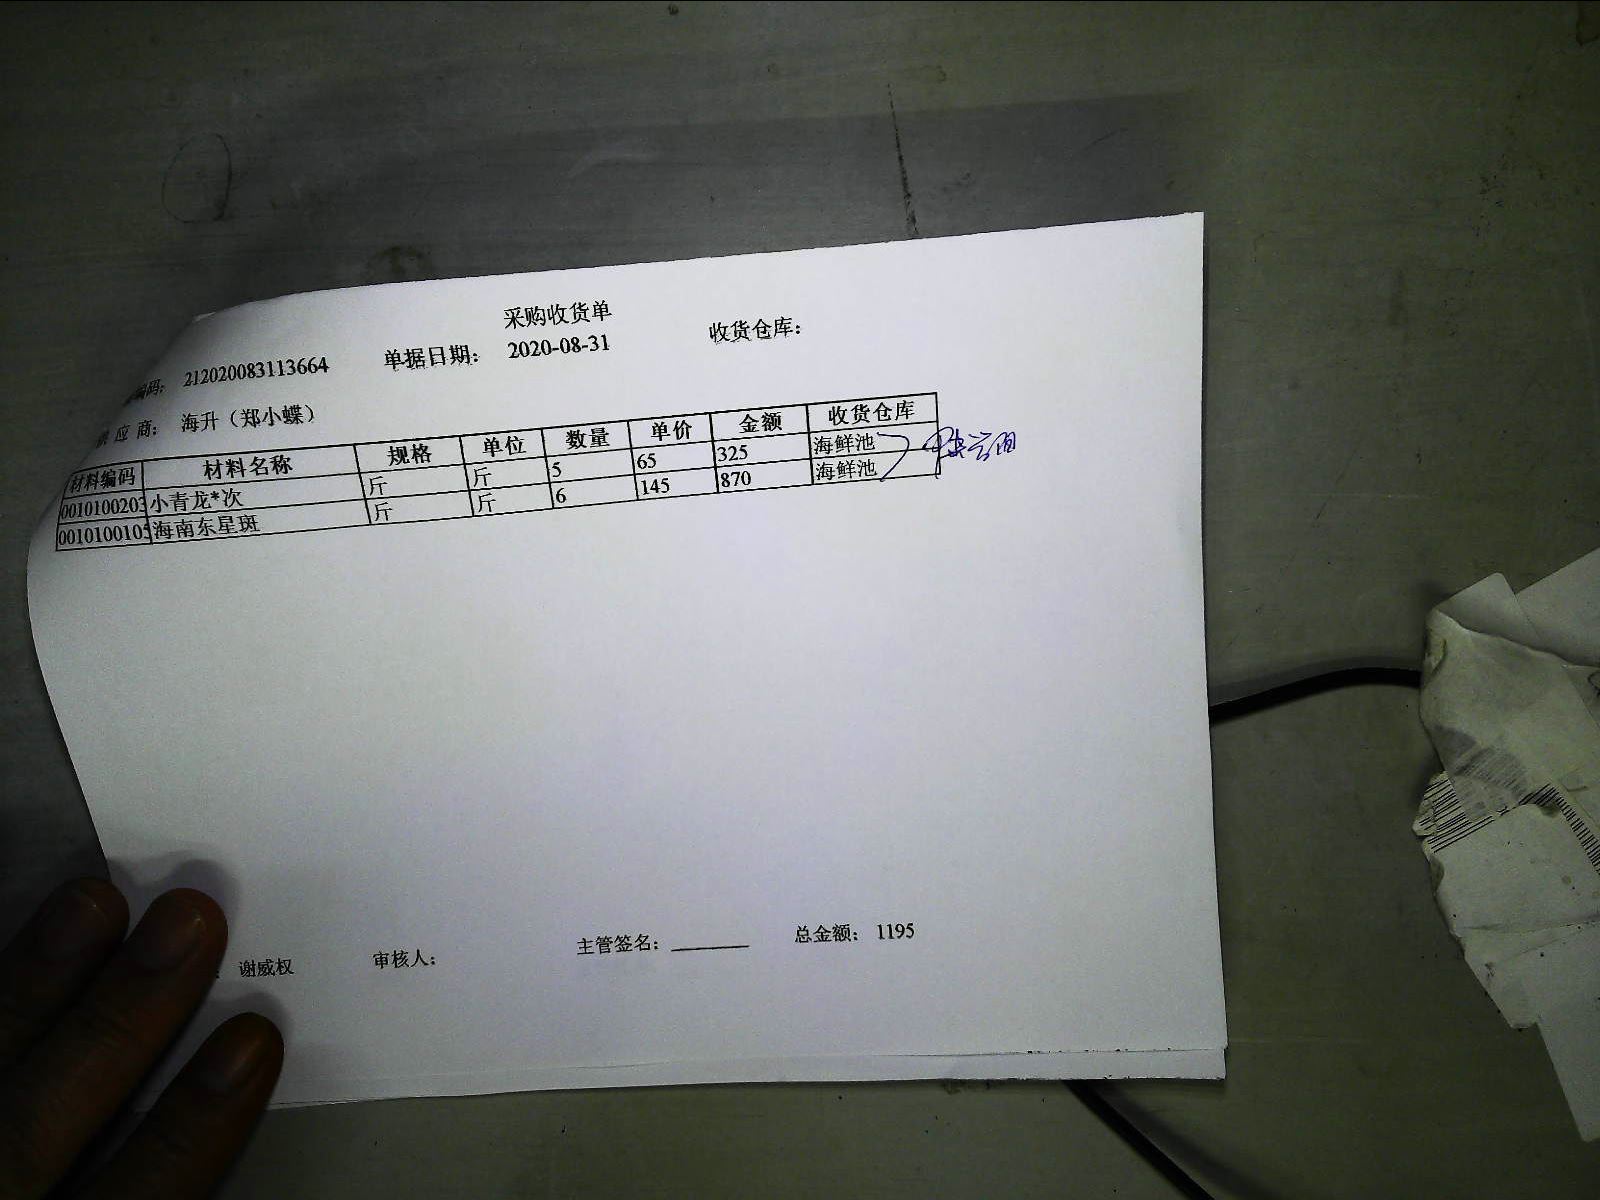 采购收货单
编码： 212020083113664 单据日期： 2020-08-31 收货仓库：
供 应 商： 海升（郑小蝶）
材料编码 材料名称 规格 单位 数量 单价 金额 收货仓库
0010100203 小青龙*次 斤 斤 5 65 325 海鲜池
0010100105 海南东星斑 斤 斤 6 145 870 海鲜池
： 谢威权 审核人： 主管签名： 总金额： 1195